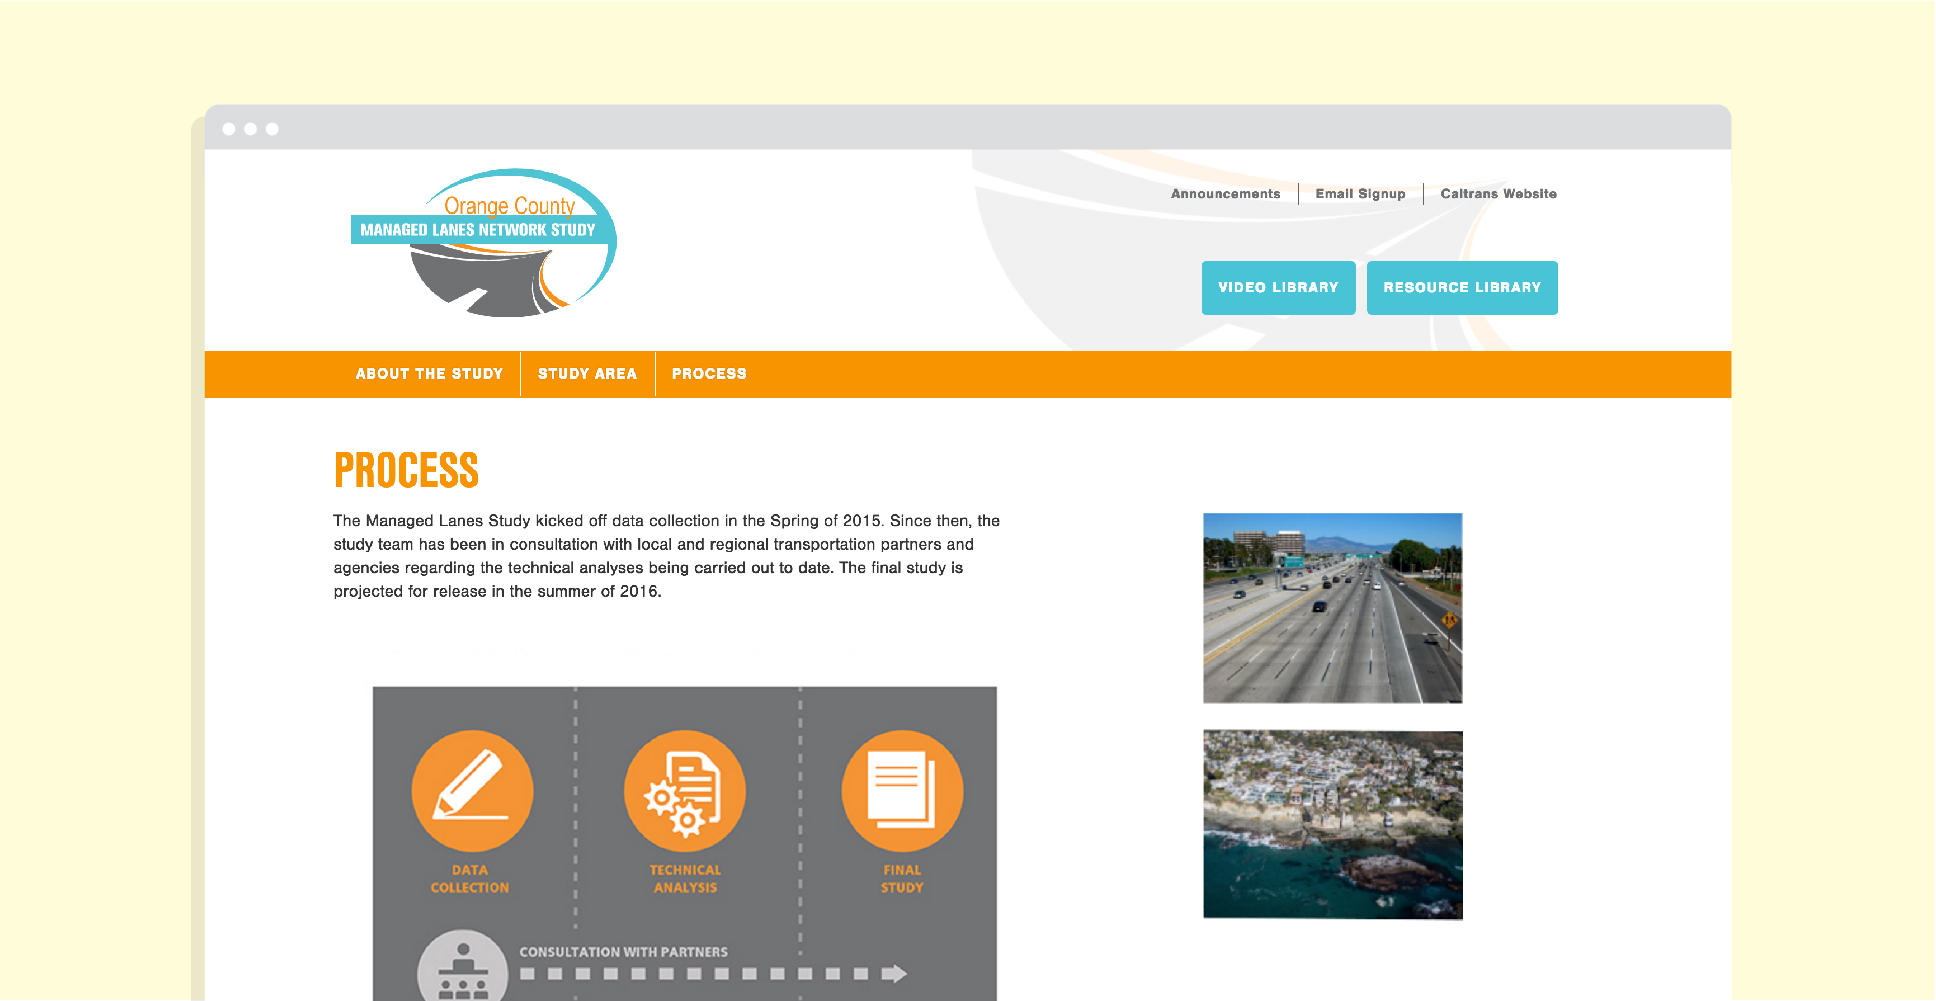 Orange County
MANAGED LANES NETWORK STUDY
Announcements
Email Signup
Caltrans Website
VIDEO LIBRARY
RESOURCE LIBRARY
ABOUT THE STUDY
STUDY AREA
PROCESS
PROCESS
The Managed Lanes Study kicked off data collection in the Spring of 2015. Since then, the
study team has been in consultation with local and regional transportation partners and
agencies regarding the technical analyses being carried out to date. The final study is
projected for release in the summer of 2016.
DATA
COLLECTION
TECHNICAL
ANALYSIS
FINAL
STUDY
CONSULTATION WITH PARTNERS